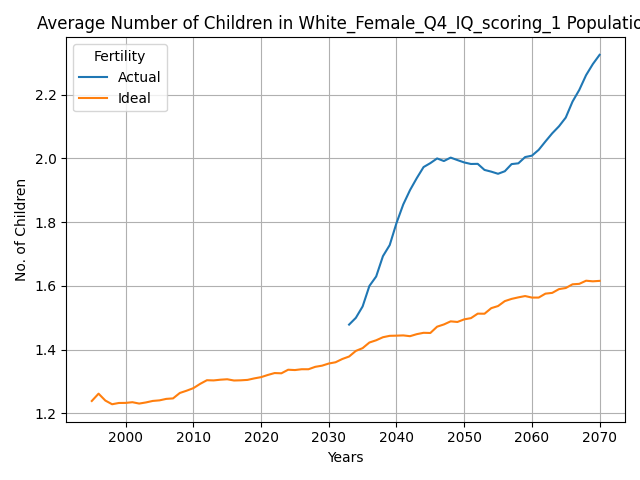 Average Number of Children in White_Female_Q4_IQ_scoring_1 Populatio
Fertility
Actual
Ideal
2.2
2.0
1.8
1.6
1.4
1.2
No. of Children
2000
2010
2020
2030
2040
2050
2060
2070
Years